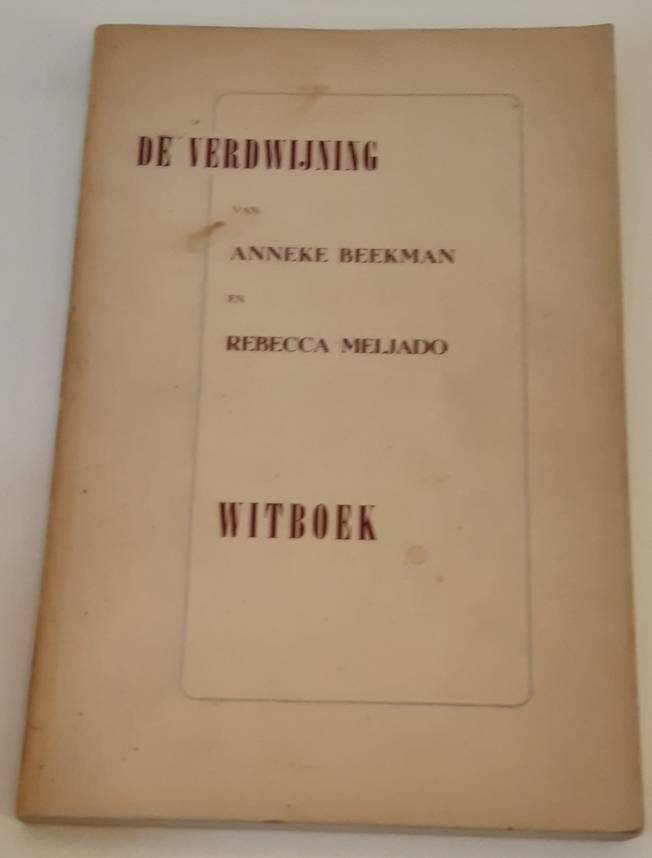 DE VERDWIJNING
VAN
ANNEKE BEEKMAN
EN
REBECCA MELJADO
WITBOEK